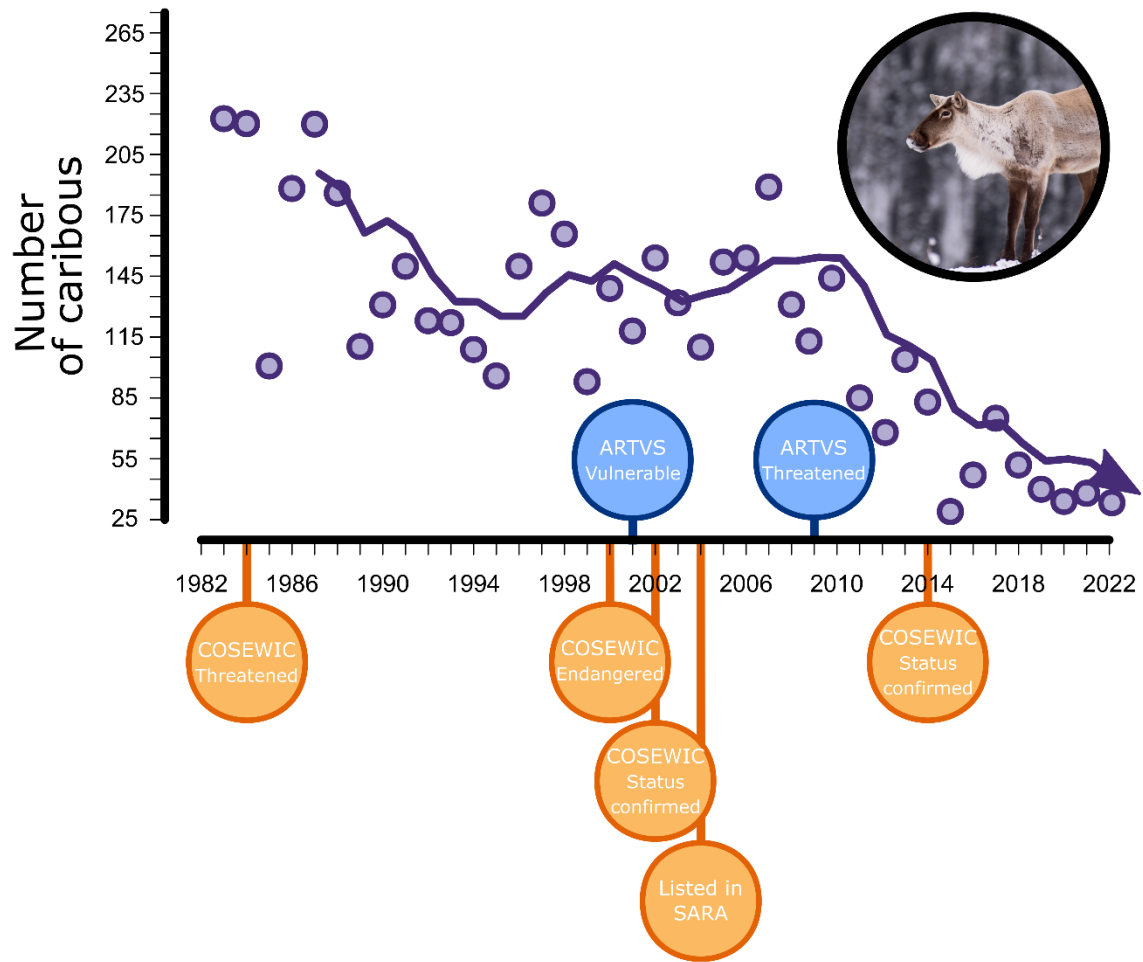 265
235
205
175
145
115
85
55
25
Number
of caribous
ARTVS
Vulnerable
ARTVS
Threatened
1982 1986 1990 1994 1998 2002 2006 2010 2014 2018 2022
COSEWIC
Threatened
COSEWIC
Endangered
COSEWIC
Status
confirmed
COSEWIC
Status
confirmed
Listed in
SARA